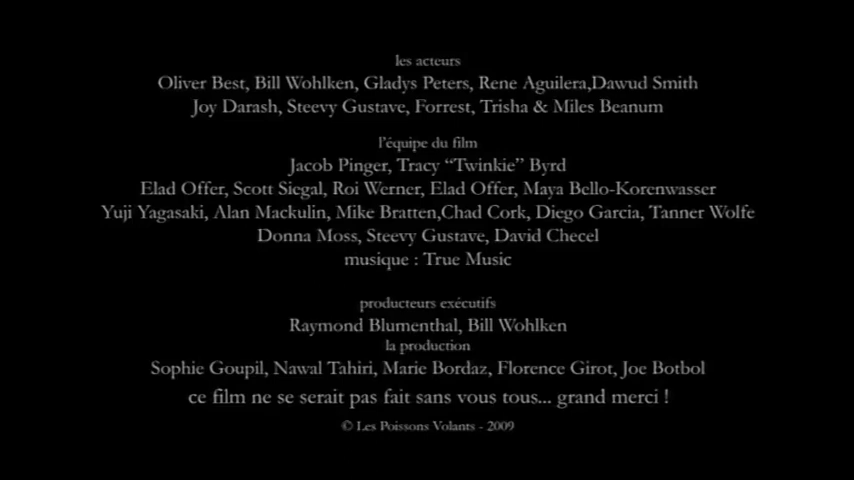 les acteurs
Oliver Best, Bill Wohlken, Gladys Peters, Rene Aguilera,Dawud Smith
Joy Darash, Steevy Gustave, Forrest, Trisha & Miles Beanum
l'équipe du film
Jacob Pinger, Tracy “Twinkie” Byrd
Elad Offer, Scott Siegal, Roi Werner, Elad Offer, Maya Bello-Korenwasser
Yuji Yagasaki, Alan Mackulin, Mike Bratten,Chad Cork, Diego Garcia, Tanner Wolfe
Donna Moss, Steevy Gustave, David Checel
musique : True Music
producteurs exécutifs
Raymond Blumenthal, Bill Wohlken
la production
Sophie Goupil, Nawal Tahiri, Marie Bordaz, Florence Girot, Joe Botbol
ce film ne se serait pas fait sans vous tous... grand merci !
© Les Poissons Volants - 2009